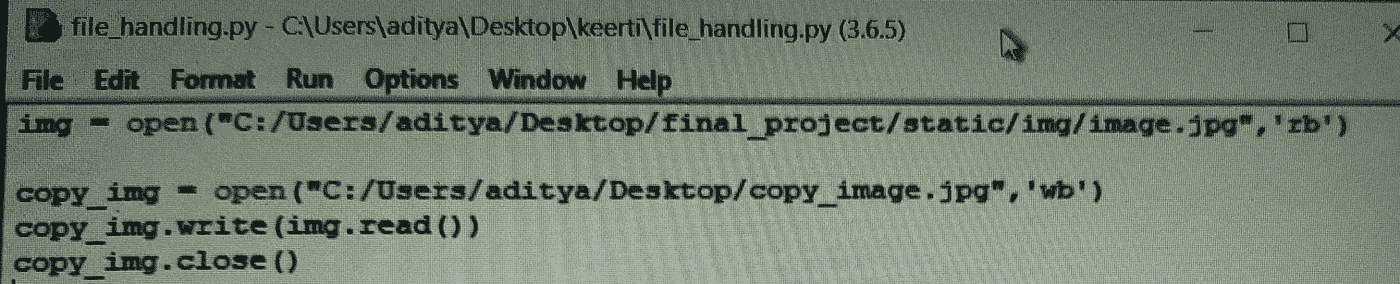 file_handling.py - C:\Users\aditya\Desktop\keerti\file_handling.py (3.6.5)
File Edit Format Run Options Window Help
img = open("C:/Users/aditya/Desktop/final_project/static/img/image.jpg",'rb')
copy_img = open("C:/Users/aditya/Desktop/copy_image.jpg",'wb')
copy_img.write(img.read())
copy_img.close()